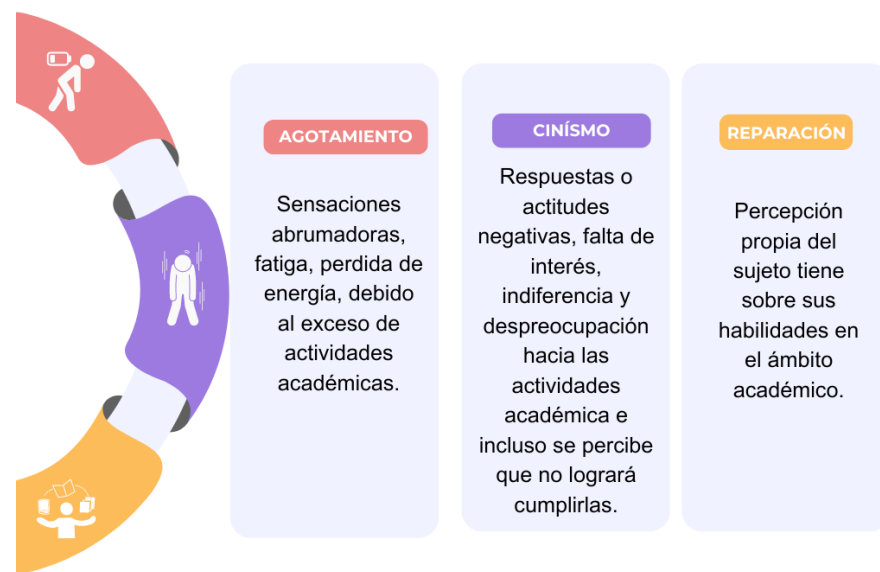 AGOTAMIENTO
Sensaciones
abrumadoras,
fatiga, perdida de
energía, debido
al exceso de
actividades
académicas.
CINÍSMO
Respuestas o
actitudes
negativas, falta de
interés,
indiferencia y
despreocupación
hacia las
actividades
académica e
incluso se percibe
que no logrará
cumplirlas.
REPARACIÓN
Percepción
propia del
sujeto tiene
sobre sus
habilidades en
el ámbito
académico.